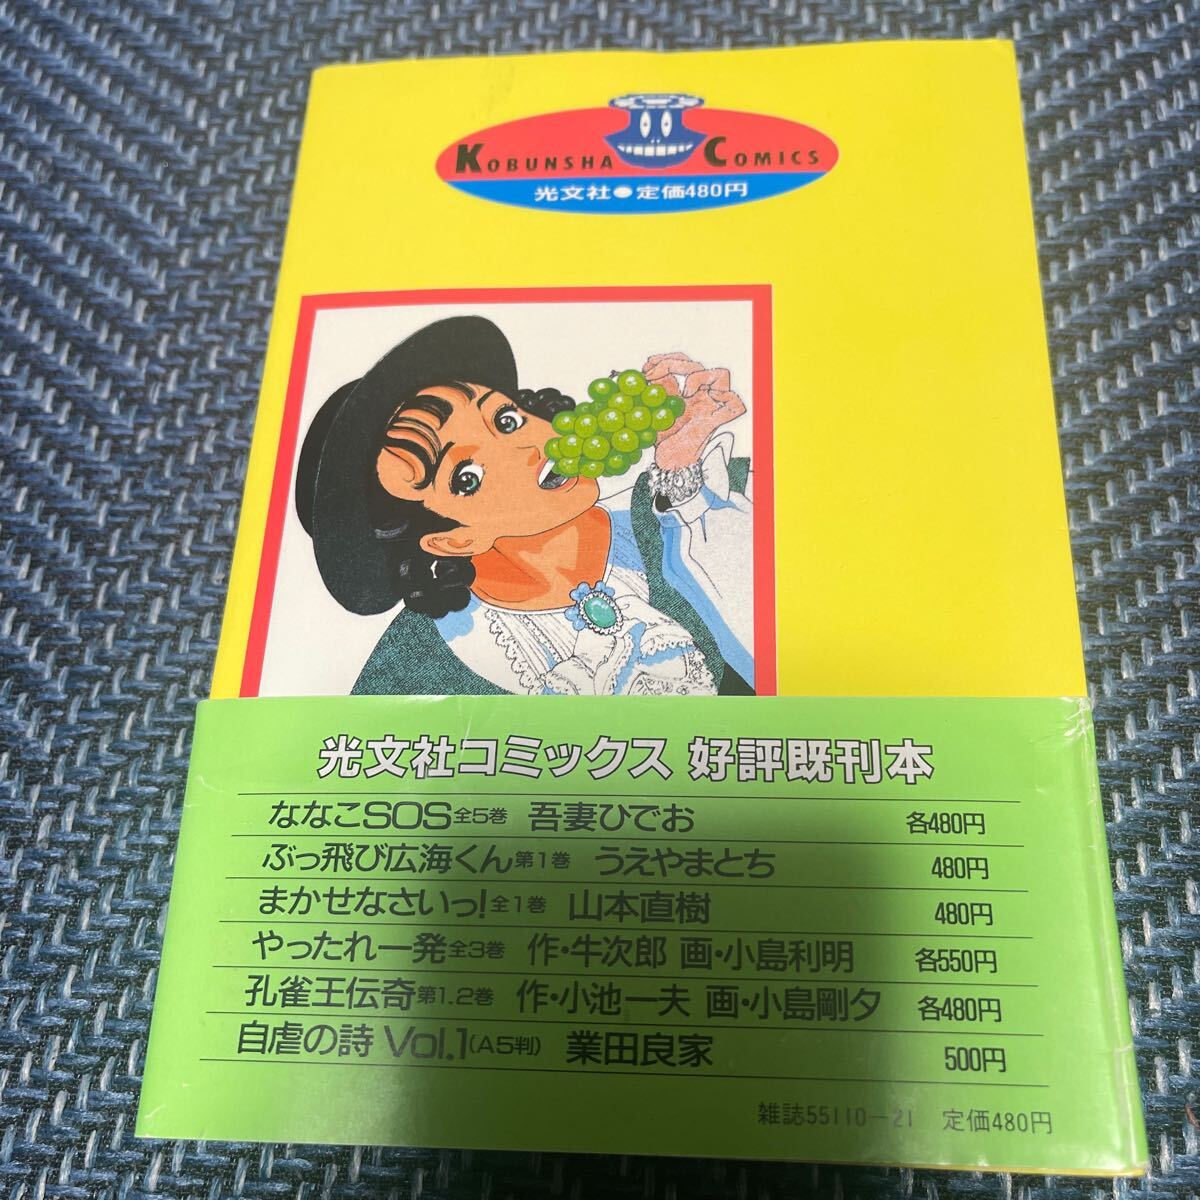 KOBUNSHA COMICS
光文社●定価480円
光文社コミックス 好評既刊本
ななこSOS全5巻 吾妻ひでお 各480円
ぶっ飛び広海くん第1巻 うえやまとち 480円
まかせなさいっ!全1巻 山本直樹 480円
やったれ一発全3巻 作・牛次郎 画・小島利明 各550円
孔雀王伝奇第1.2巻 作・小池一夫 画・小島剛夕 各480円
自虐の詩 Vol.1(A5判) 業田良家 500円
雑誌55110-21 定価480円